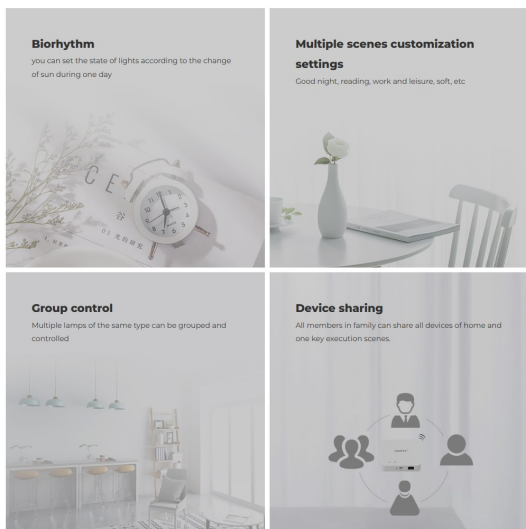 Biorhythm
you can set the state of lights according to the change
of sun during one day
Multiple scenes customization
settings
Good night, reading, work and leisure, soft, etc
Group control
Multiple lamps of the same type can be grouped and
controlled
Device sharing
All members in family can share all devices of home and
one key execution scenes.